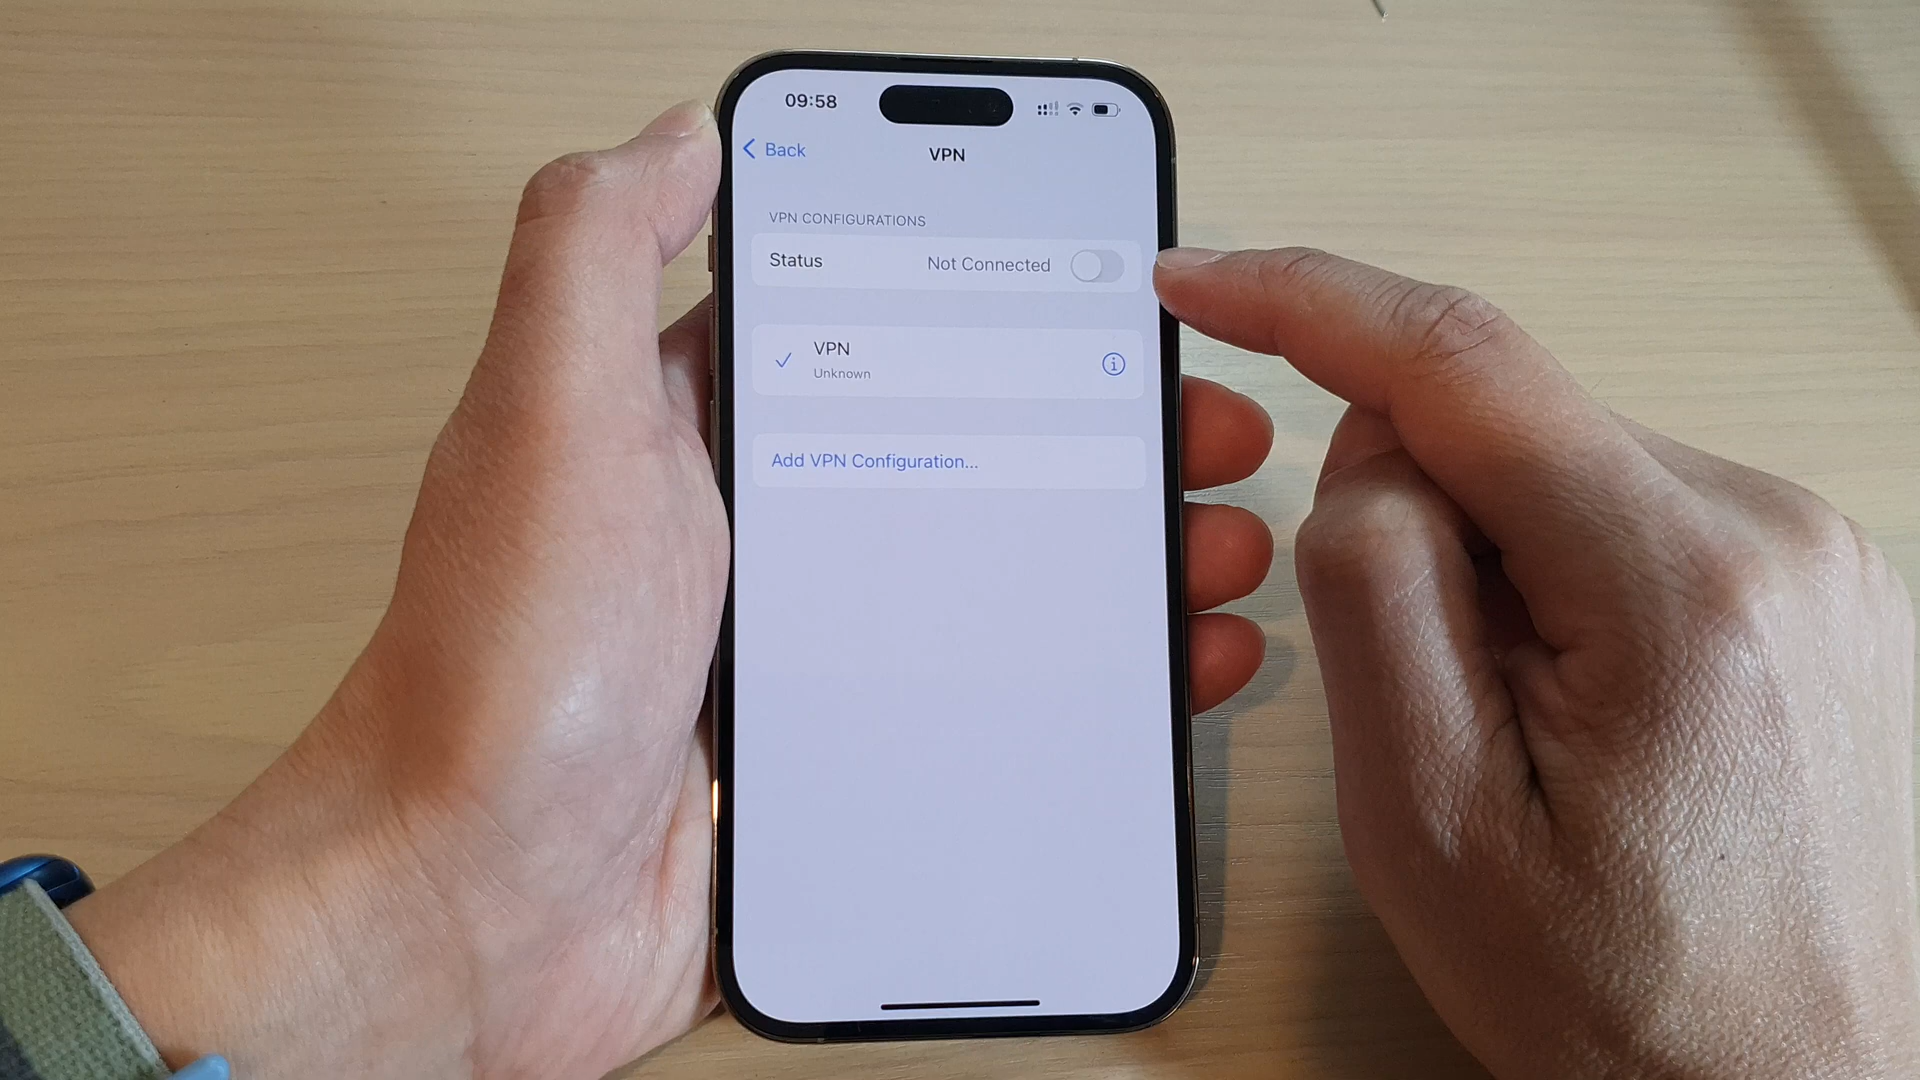 09:58
Back
VPN
VPN CONFIGURATIONS
Status Not Connected
VPN
Unknown
Add VPN Configuration...